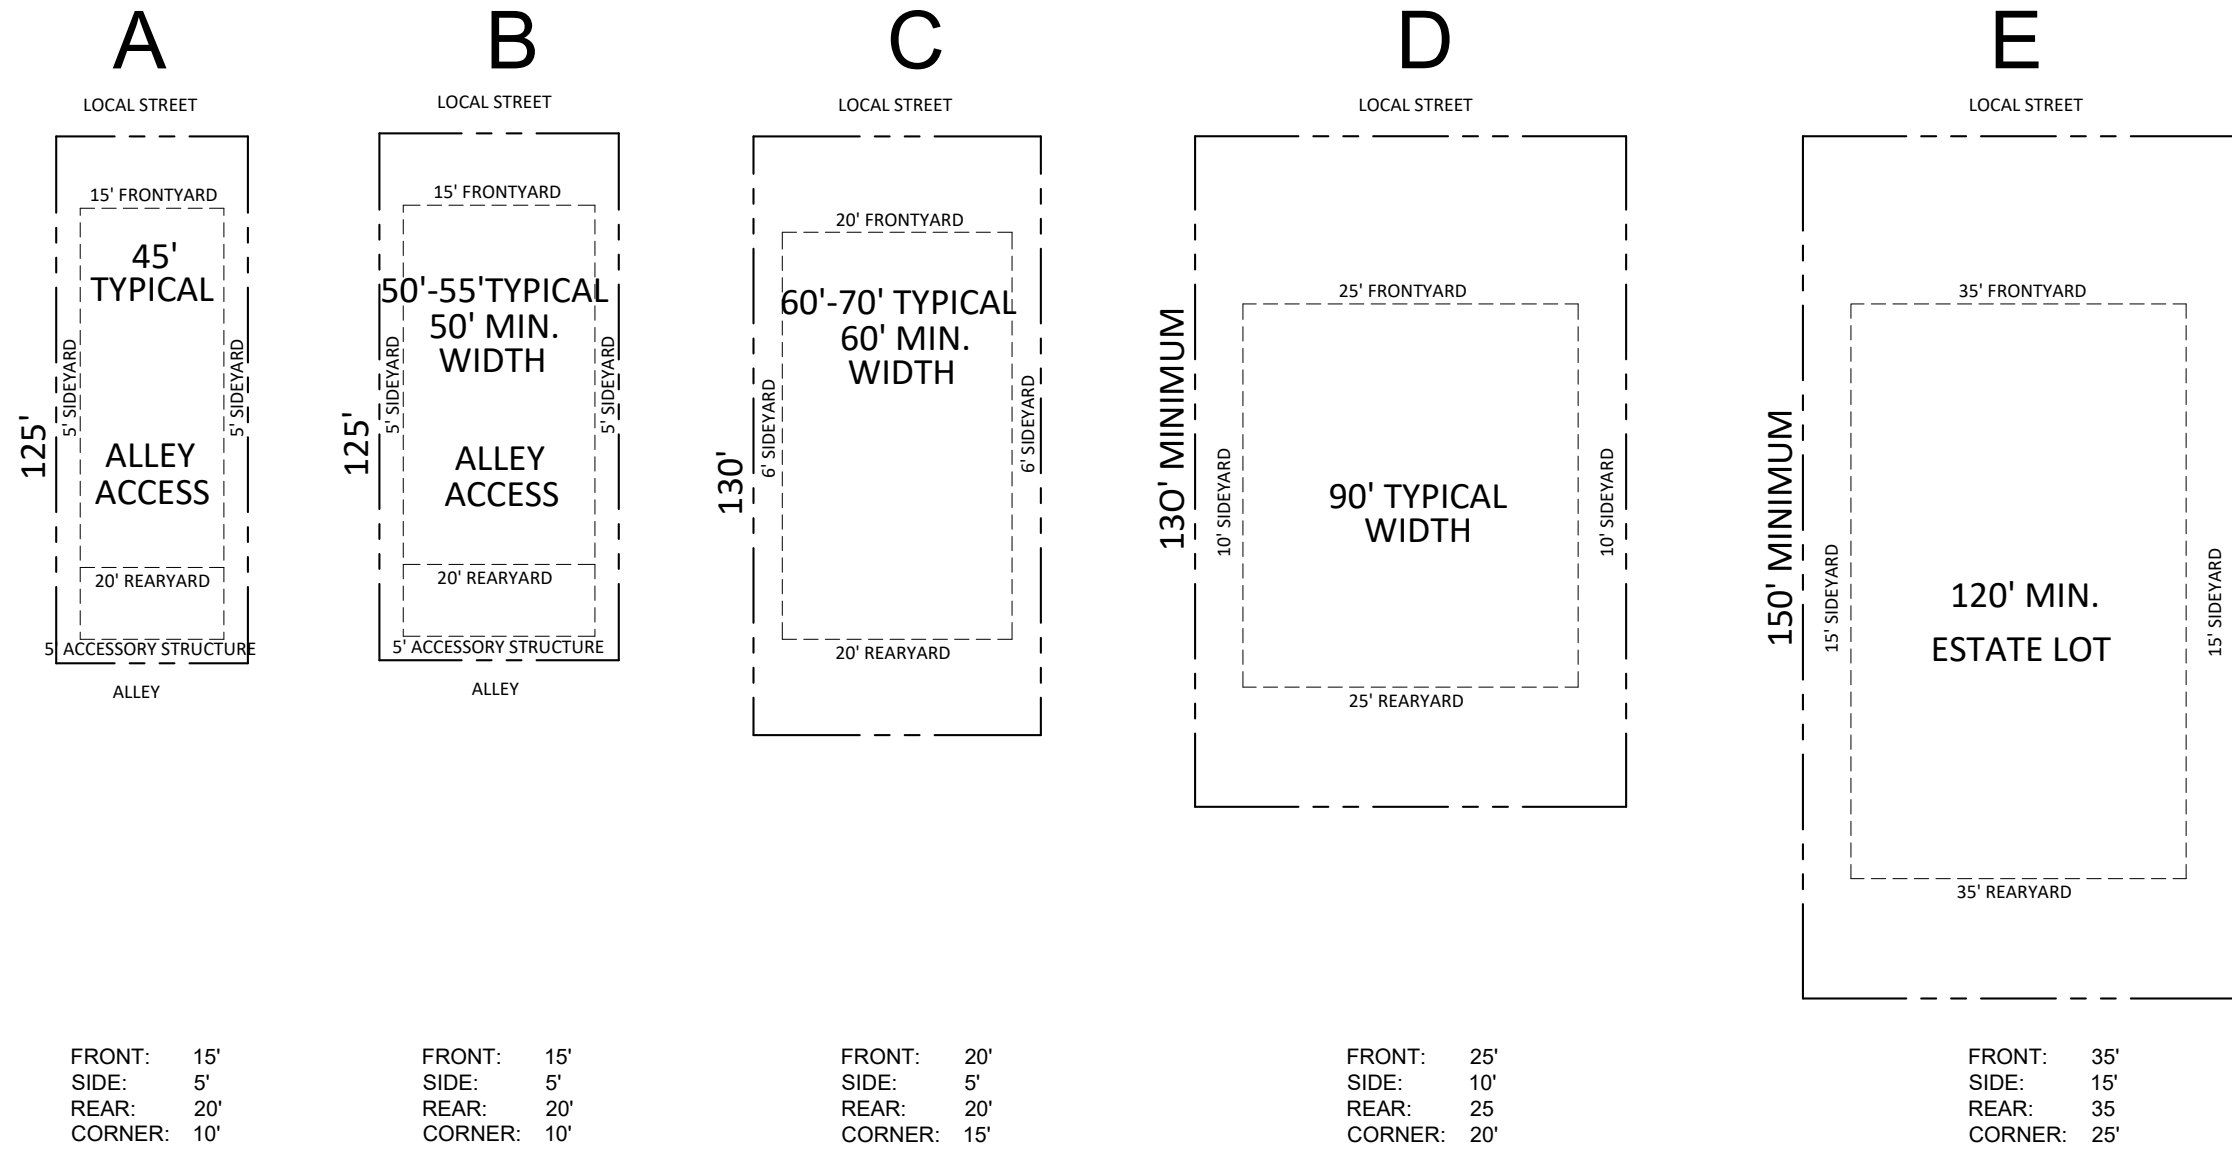 A
LOCAL STREET
15' FRONTYARD
45'
TYPICAL
5' SIDEYARD
5' SIDEYARD
125'
ALLEY
ACCESS
20' REARYARD
5' ACCESSORY STRUCTURE
ALLEY
FRONT: 15'
SIDE: 5'
REAR: 20'
CORNER: 10'
B
LOCAL STREET
15' FRONTYARD
50'-55'TYPICAL
50' MIN.
WIDTH
5' SIDEYARD
5' SIDEYARD
125'
ALLEY
ACCESS
20' REARYARD
5' ACCESSORY STRUCTURE
ALLEY
FRONT: 15'
SIDE: 5'
REAR: 20'
CORNER: 10'
C
LOCAL STREET
20' FRONTYARD
60'-70' TYPICAL
60' MIN.
WIDTH
6' SIDEYARD
6' SIDEYARD
130'
20' REARYARD
FRONT: 20'
SIDE: 5'
REAR: 20'
CORNER: 15'
D
LOCAL STREET
25' FRONTYARD
130' MINIMUM
10' SIDEYARD
10' SIDEYARD
90' TYPICAL
WIDTH
25' REARYARD
FRONT: 25'
SIDE: 10'
REAR: 25
CORNER: 20'
E
LOCAL STREET
35' FRONTYARD
150' MINIMUM
15' SIDEYARD
15' SIDEYARD
120' MIN.
ESTATE LOT
35' REARYARD
FRONT: 35'
SIDE: 15'
REAR: 35
CORNER: 25'